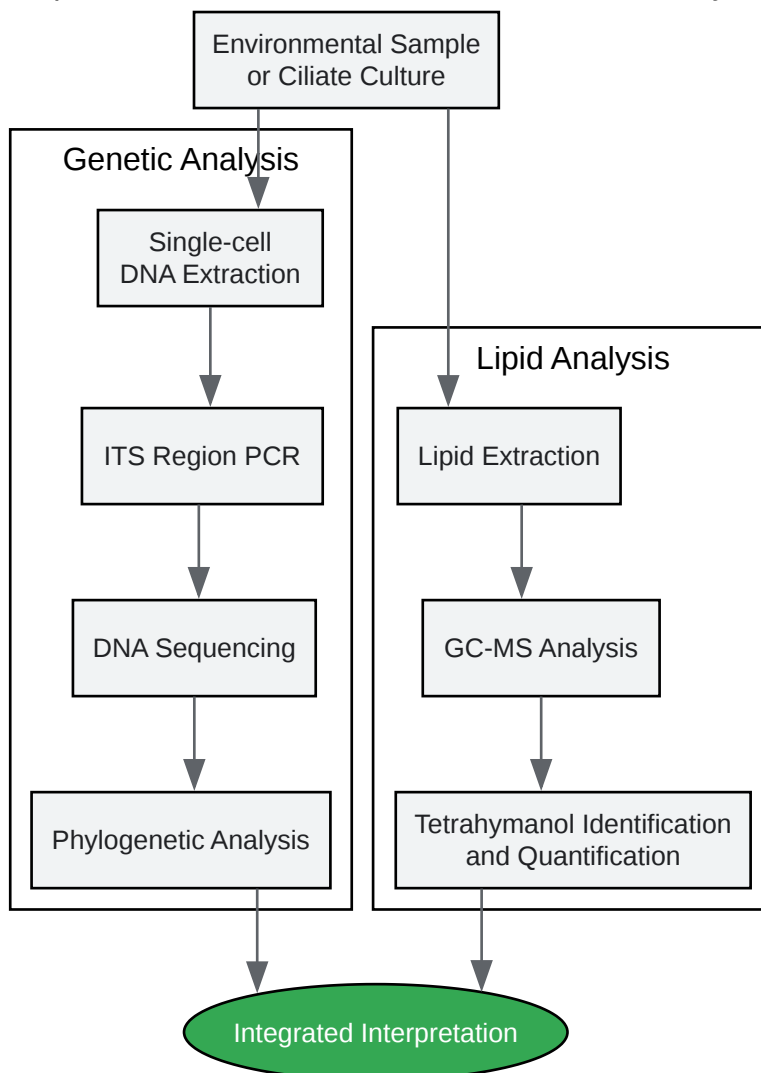 Environmental Sample
or Ciliate Culture
Genetic Analysis
Single-cell
DNA Extraction
ITS Region PCR
DNA Sequencing
Phylogenetic Analysis
Lipid Analysis
Lipid Extraction
GC-MS Analysis
Tetrahymanol Identification
and Quantification
Integrated Interpretation